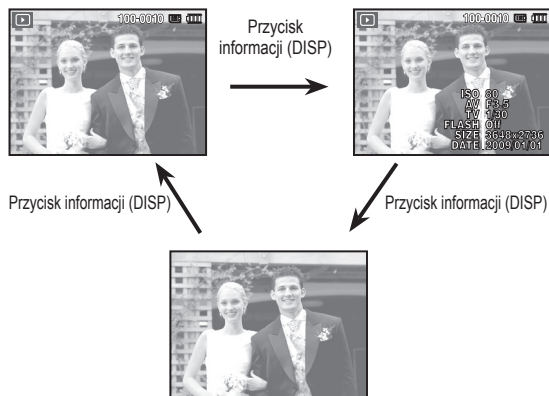 100-0010
Przycisk
informacji (DISP)
100-0010
ISO 80
AV F3.5
TV 1/30
FLASH Off
SIZE 3648x2736
DATE 2009/01/01
Przycisk informacji (DISP)
Przycisk informacji (DISP)